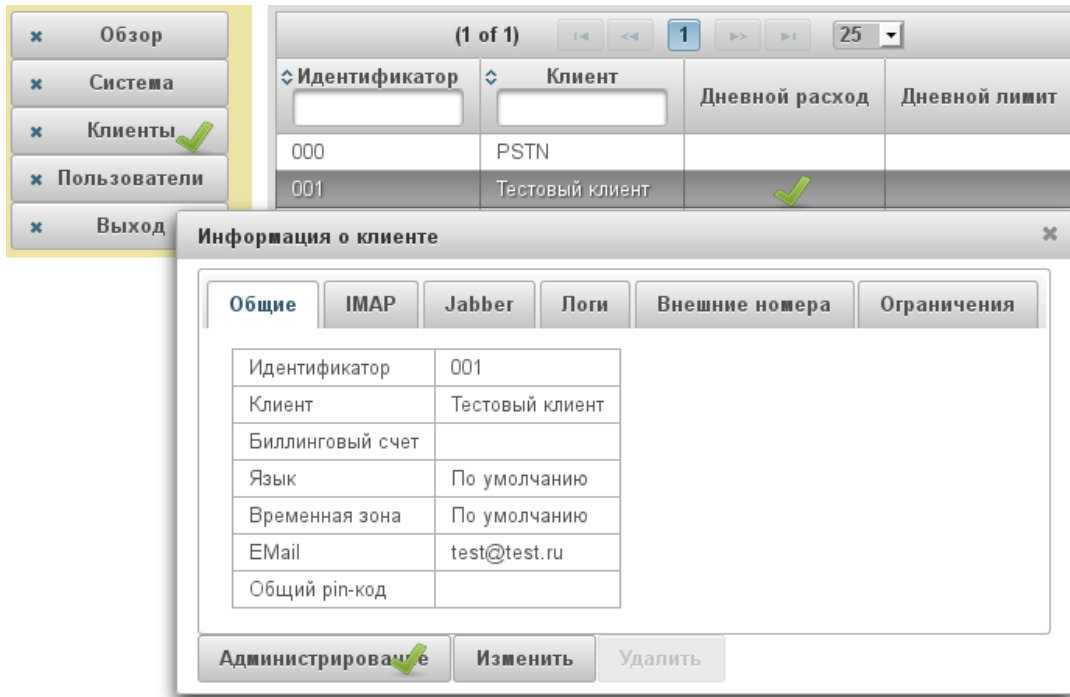 Обзор
Система
Клиенты
Пользователи
Выход
(1 of 1) 1 25
Идентификатор Клиент Дневной расход Дневной лимит
000 PSTN
001 Тестовый клиент
Информация о клиенте
Общие IMAP Jabber Логи Внешние номера Ограничения
Идентификатор 001
Клиент Тестовый клиент
Биллинговый счет
Язык По умолчанию
Временная зона По умолчанию
EMail test@test.ru
Общий pin-код
Администрирование Изменить Удалить